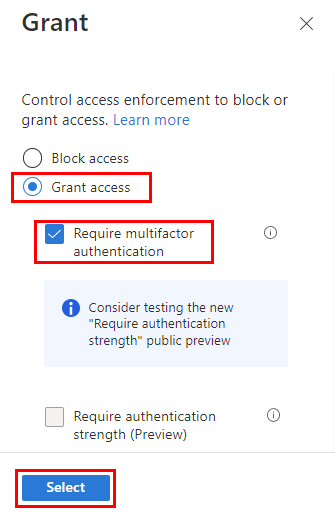 Grant
Control access enforcement to block or
grant access. Learn more
Block access
Grant access
Require multifactor
authentication
Consider testing the new
"Require authentication
strength" public preview
Require authentication
strength (Preview)
Select